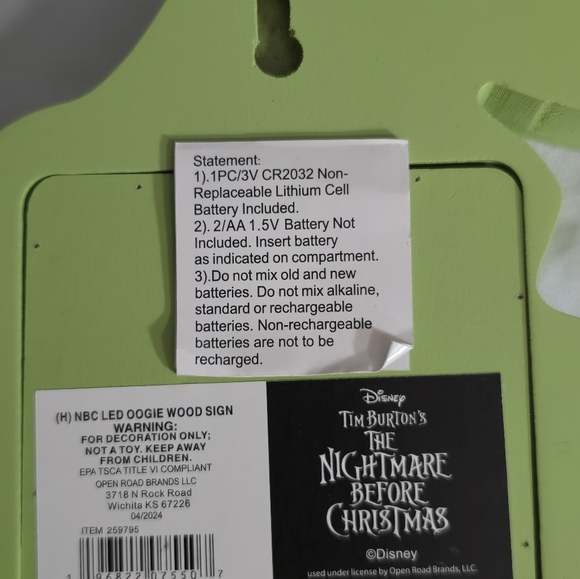 Statement:
1).1PC/3V CR2032 Non-
Replaceable Lithium Cell
Battery Included.
2). 2/AA 1.5V Battery Not
Included. Insert battery
as indicated on compartment.
3).Do not mix old and new
batteries. Do not mix alkaline,
standard or rechargeable
batteries. Non-rechargeable
batteries are not to be
recharged.
(H) NBC LED OOGIE WOOD SIGN
WARNING:
FOR DECORATION ONLY;
NOT A TOY. KEEP AWAY
FROM CHILDREN.
EPA TSCA TITLE VI COMPLIANT
OPEN ROAD BRANDS LLC
3718 N Rock Road
Wichita KS 67226
04/2024
ITEM 259795
1 96822 07550 7
Disney
TIM BURTON'S
THE
NIGHTMARE
BEFORE
CHRISTMAS
©Disney
used under license by Open Road Brands, LLC.